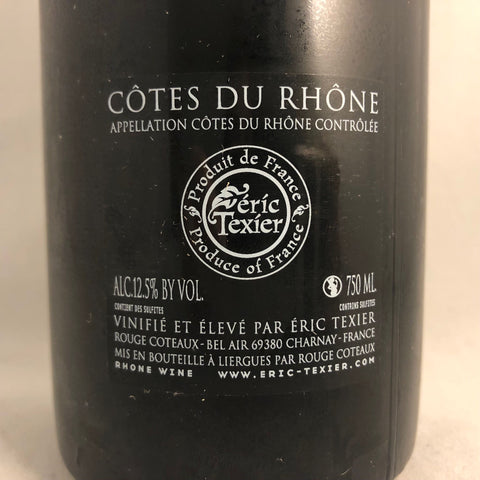 CÔTES DU RHÔNE
APPELLATION CÔTES DU RHÔNE CONTRÔLÉE
Produit de France
éric
Texier
Produce of France
ALC.12.5% BY VOL.
750 ML
CONTIENT DES SULFITES
CONTAINS SULFITES
VINIFIÉ ET ÉLEVÉ PAR ÉRIC TEXIER
ROUGE COTEAUX- BEL AIR 69380 CHARNAY-FRANCE
MIS EN BOUTEILLE À LIERGUES PAR ROUGE COTEAUX
RHONE WINE WWW.ERIC-TEXIER.COM